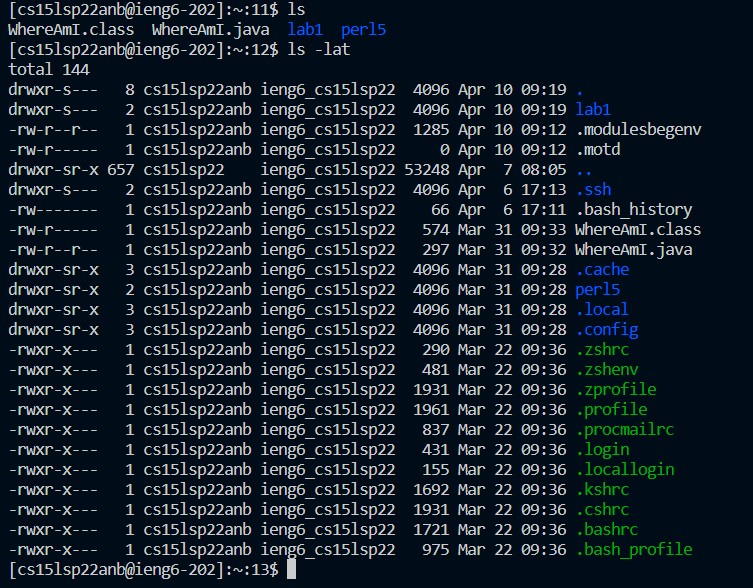 [cs15lsp22anb@ieng6-202]:~:11$ ls
WhereAmI.class  WhereAmI.java  lab1  perl5
[cs15lsp22anb@ieng6-202]:~:12$ ls -lat
total 144
drwxr-s---   8 cs15lsp22anb ieng6_cs15lsp22  4096 Apr 10 09:19 .
drwxr-s---   2 cs15lsp22anb ieng6_cs15lsp22  4096 Apr 10 09:19 lab1
-rw-r--r--   1 cs15lsp22anb ieng6_cs15lsp22  1285 Apr 10 09:12 .modulesbegenv
-rw-r-----   1 cs15lsp22anb ieng6_cs15lsp22     0 Apr 10 09:12 .motd
drwxr-sr-x 657 cs15lsp22    ieng6_cs15lsp22 53248 Apr  7 08:05 ..
drwxr-s---   2 cs15lsp22anb ieng6_cs15lsp22  4096 Apr  6 17:13 .ssh
-rw-------   1 cs15lsp22anb ieng6_cs15lsp22    66 Apr  6 17:11 .bash_history
-rw-r-----   1 cs15lsp22anb ieng6_cs15lsp22   574 Mar 31 09:33 WhereAmI.class
-rw-r--r--   1 cs15lsp22anb ieng6_cs15lsp22   297 Mar 31 09:32 WhereAmI.java
drwxr-sr-x   3 cs15lsp22anb ieng6_cs15lsp22  4096 Mar 31 09:28 .cache
drwxr-sr-x   2 cs15lsp22anb ieng6_cs15lsp22  4096 Mar 31 09:28 perl5
drwxr-sr-x   3 cs15lsp22anb ieng6_cs15lsp22  4096 Mar 31 09:28 .local
drwxr-sr-x   3 cs15lsp22anb ieng6_cs15lsp22  4096 Mar 31 09:28 .config
-rwxr-x---   1 cs15lsp22anb ieng6_cs15lsp22   290 Mar 22 09:36 .zshrc
-rwxr-x---   1 cs15lsp22anb ieng6_cs15lsp22   481 Mar 22 09:36 .zshenv
-rwxr-x---   1 cs15lsp22anb ieng6_cs15lsp22  1931 Mar 22 09:36 .zprofile
-rwxr-x---   1 cs15lsp22anb ieng6_cs15lsp22  1961 Mar 22 09:36 .profile
-rwxr-x---   1 cs15lsp22anb ieng6_cs15lsp22   837 Mar 22 09:36 .procmailrc
-rwxr-x---   1 cs15lsp22anb ieng6_cs15lsp22   431 Mar 22 09:36 .login
-rwxr-x---   1 cs15lsp22anb ieng6_cs15lsp22   155 Mar 22 09:36 .locallogin
-rwxr-x---   1 cs15lsp22anb ieng6_cs15lsp22  1692 Mar 22 09:36 .kshrc
-rwxr-x---   1 cs15lsp22anb ieng6_cs15lsp22  1931 Mar 22 09:36 .cshrc
-rwxr-x---   1 cs15lsp22anb ieng6_cs15lsp22  1721 Mar 22 09:36 .bashrc
-rwxr-x---   1 cs15lsp22anb ieng6_cs15lsp22   975 Mar 22 09:36 .bash_profile
[cs15lsp22anb@ieng6-202]:~:13$